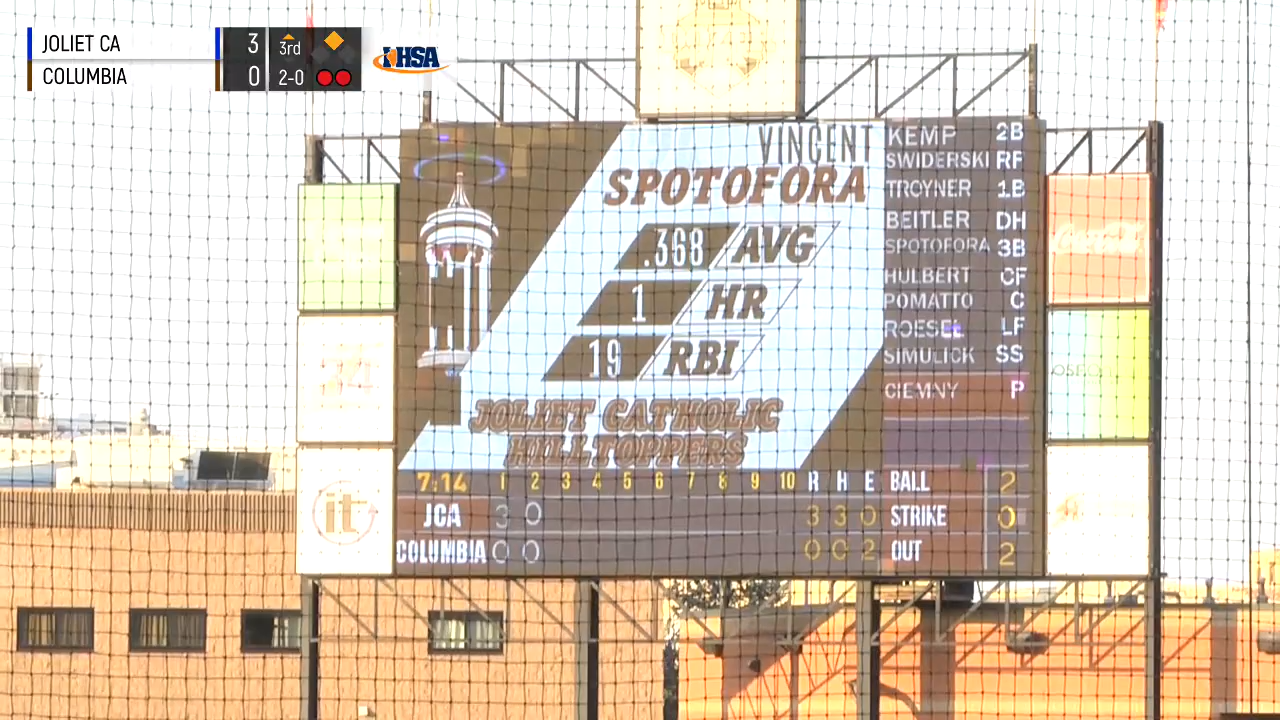 JOLIET CA 3 3rd
COLUMBIA 0 2-0
IHSA
VINCENT
SPOTOFORA
.368 AVG
1 HR
19 RBI
JOLIET CATHOLIC
HILLTOPPERS
KEMP 2B
SWIDERSKI RF
TROYNER 1B
BEITLER DH
SPOTOFORA 3B
HULBERT CF
POMATTO C
ROESEL LF
SIMULICK SS
CIEMNY P
7:14 1 2 3 4 5 6 7 8 9 10 R H E BALL 2
JCA 3 0 3 3 0 STRIKE 0
COLUMBIA 0 0 0 0 2 OUT 2
Coca-Cola
it